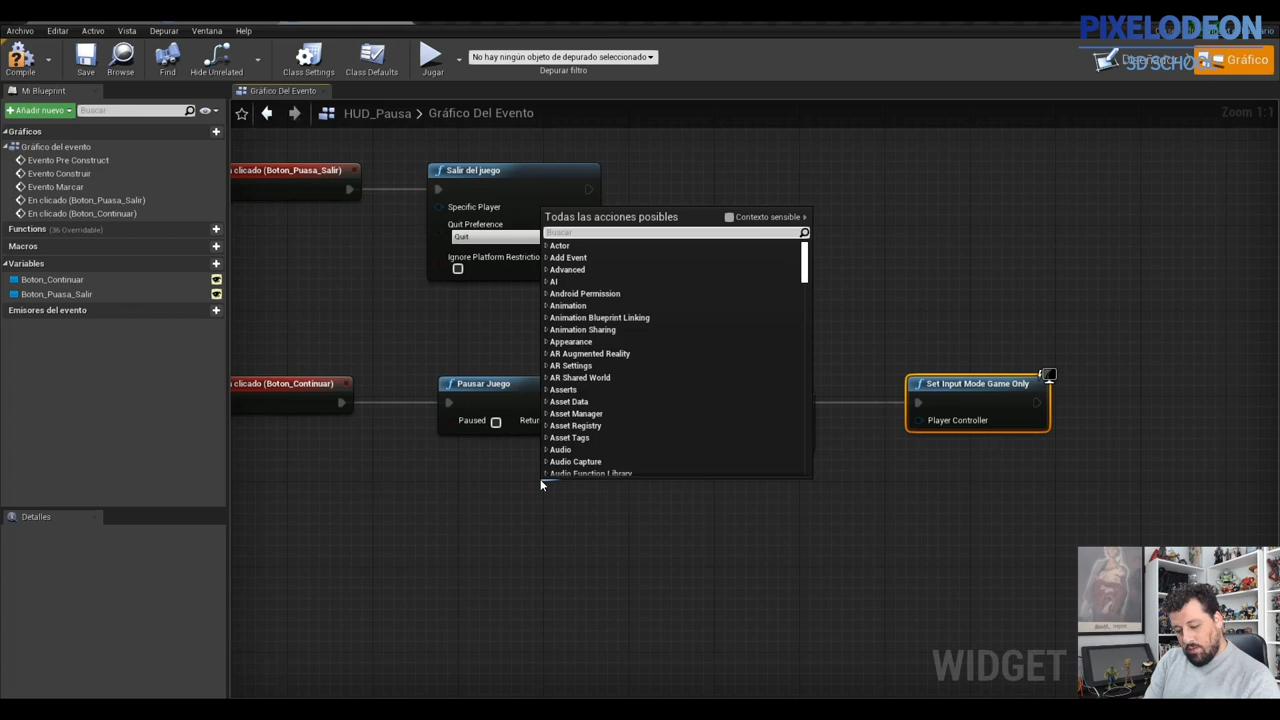 PIXELODEON
3D SCHOOL
Archivo Editar Activo Vista Depurar Ventana Help
Compile Save Browse Find Hide Unrelated Class Settings Class Defaults Jugar
No hay ningún objeto de depurado seleccionado
Depurar filtro
Gráfico
Mi Blueprint
Gráfico Del Evento
Añadir nuevo
Buscar
HUD_Pausa > Gráfico Del Evento
Zoom 1:1
Gráficos
Gráfico del evento
Evento Pre Construct
Evento Construir
Evento Marcar
En clicado (Boton_Puasa_Salir)
En clicado (Boton_Continuar)
Functions (36 Overridable)
Macros
Variables
Boton_Continuar
Boton_Puasa_Salir
Emisores del evento
Detalles
n clicado (Boton_Puasa_Salir)
Salir del juego
Specific Player
Quit Preference
Quit
Ignore Platform Restrictio
Todas las acciones posibles
Contexto sensible
Buscar
Actor
Add Event
Advanced
AI
Android Permission
Animation
Animation Blueprint Linking
Animation Sharing
Appearance
AR Augmented Reality
AR Settings
AR Shared World
Asserts
Asset Data
Asset Manager
Asset Registry
Asset Tags
Audio
Audio Capture
Audio Function Library
n clicado (Boton_Continuar)
Pausar Juego
Paused
Retur
Set Input Mode Game Only
Player Controller
WIDGET